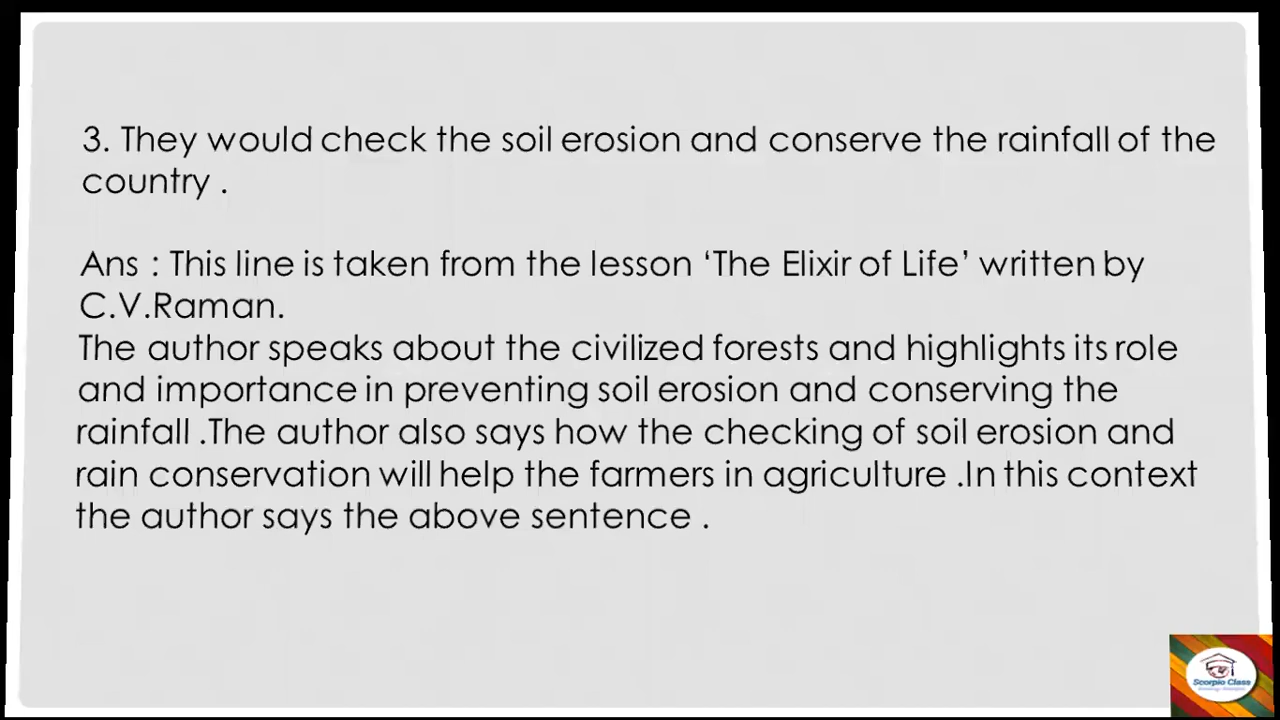 3. They would check the soil erosion and conserve the rainfall of the
country .
Ans : This line is taken from the lesson ‘The Elixir of Life’ written by
C.V.Raman.
The author speaks about the civilized forests and highlights its role
and importance in preventing soil erosion and conserving the
rainfall .The author also says how the checking of soil erosion and
rain conservation will help the farmers in agriculture .In this context
the author says the above sentence .
Scorpio Class